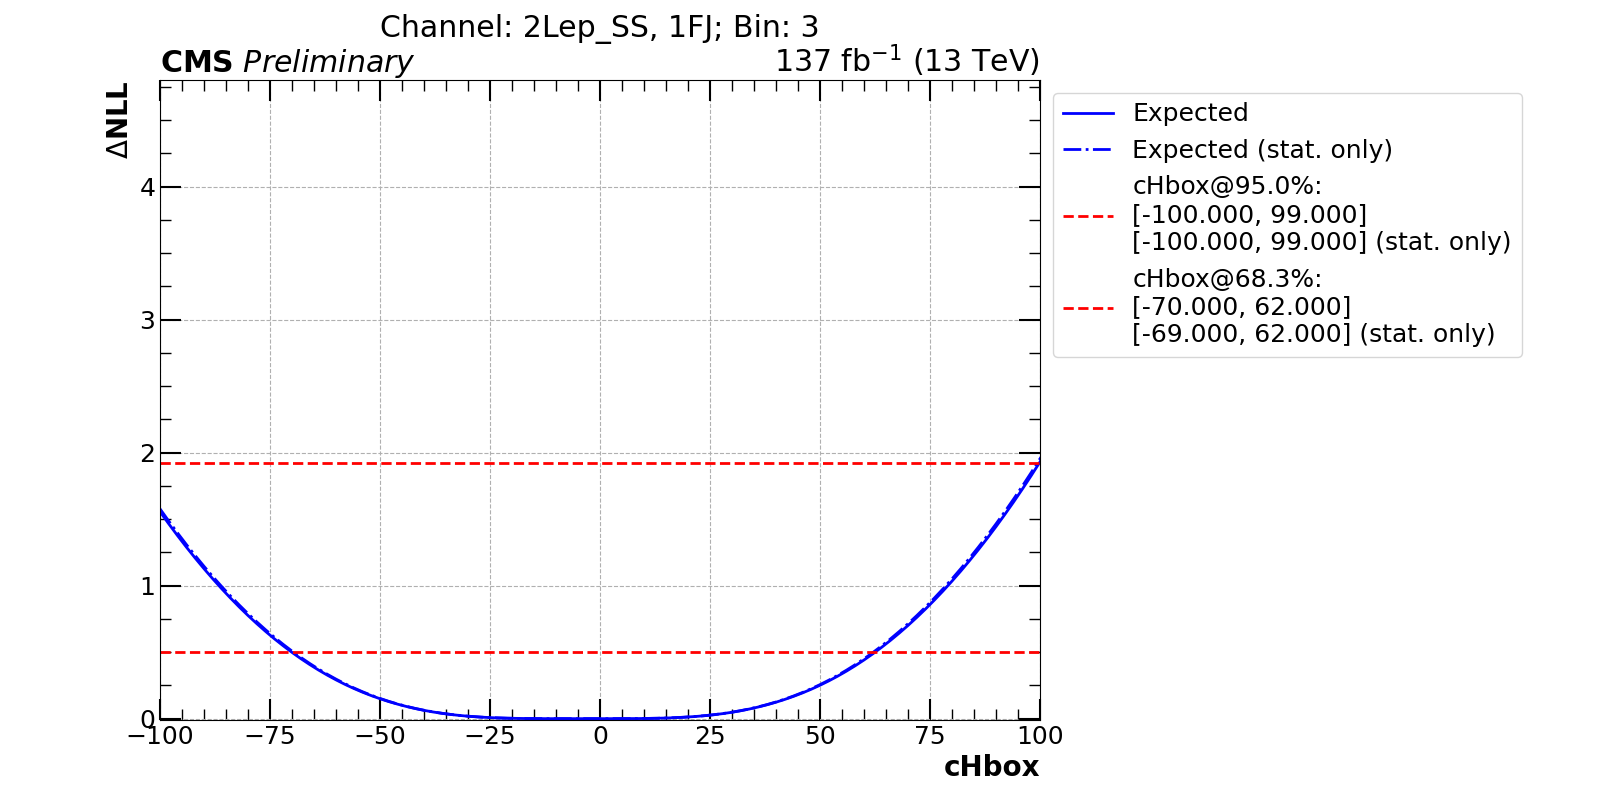 Channel: 2Lep_SS, 1FJ; Bin: 3
CMS Preliminary
137 fb⁻¹ (13 TeV)
ΔNLL
4
3
2
1
0
−100
−75
−50
−25
0
25
50
75
100
cHbox
Expected
Expected (stat. only)
cHbox@95.0%:
[-100.000, 99.000]
[-100.000, 99.000] (stat. only)
cHbox@68.3%:
[-70.000, 62.000]
[-69.000, 62.000] (stat. only)